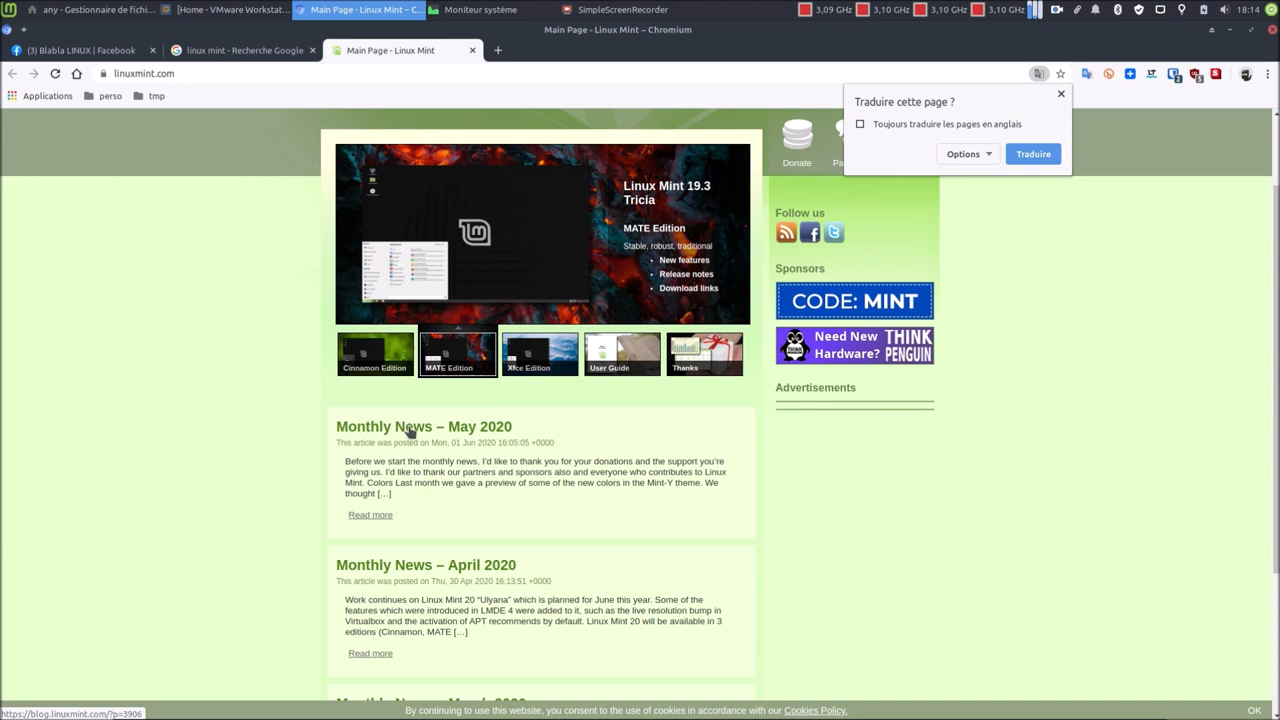 any - Gestionnaire de fichi...
[Home - VMware Workstat...
Main Page - Linux Mint – C...
Moniteur système
SimpleScreenRecorder
3,09 GHz
3,10 GHz
3,10 GHz
3,10 GHz
18:14
Main Page - Linux Mint – Chromium
(3) Blabla LINUX | Facebook
linux mint - Recherche Google
Main Page - Linux Mint
linuxmint.com
Applications
perso
tmp
Traduire cette page ?
Toujours traduire les pages en anglais
Options
Traduire
Donate
Pa
Linux Mint 19.3
Tricia
MATE Edition
Stable, robust, traditional
New features
Release notes
Download links
Cinnamon Edition
MATE Edition
Xfce Edition
User Guide
Thanks
Follow us
Sponsors
CODE: MINT
Need New
Hardware?
THINK
PENGUIN
Advertisements
Monthly News – May 2020
This article was posted on Mon, 01 Jun 2020 16:05:05 +0000
Before we start the monthly news, I'd like to thank you for your donations and the support you're
giving us. I'd like to thank our partners and sponsors also and everyone who contributes to Linux
Mint. Colors Last month we gave a preview of some of the new colors in the Mint-Y theme. We
thought […]
Read more
Monthly News – April 2020
This article was posted on Thu, 30 Apr 2020 16:13:51 +0000
Work continues on Linux Mint 20 “Ulyana” which is planned for June this year. Some of the
features which were introduced in LMDE 4 were added to it, such as the live resolution bump in
Virtualbox and the activation of APT recommends by default. Linux Mint 20 will be available in 3
editions (Cinnamon, MATE […]
Read more
https://blog.linuxmint.com/?p=3906
By continuing to use this website, you consent to the use of cookies in accordance with our Cookies Policy.
OK